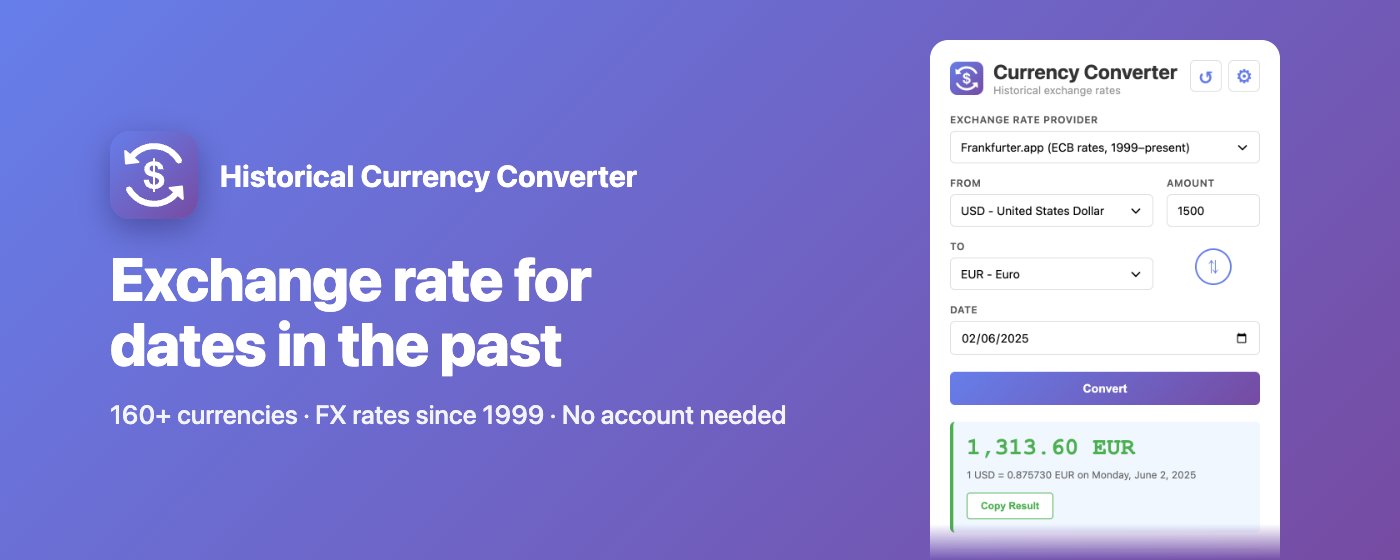 Historical Currency Converter
Exchange rate for
dates in the past
160+ currencies · FX rates since 1999 · No account needed
$
Currency Converter
Historical exchange rates
EXCHANGE RATE PROVIDER
Frankfurter.app (ECB rates, 1999–present)
FROM
AMOUNT
USD - United States Dollar
1500
TO
EUR - Euro
DATE
02/06/2025
Convert
1,313.60 EUR
1 USD = 0.875730 EUR on Monday, June 2, 2025
Copy Result